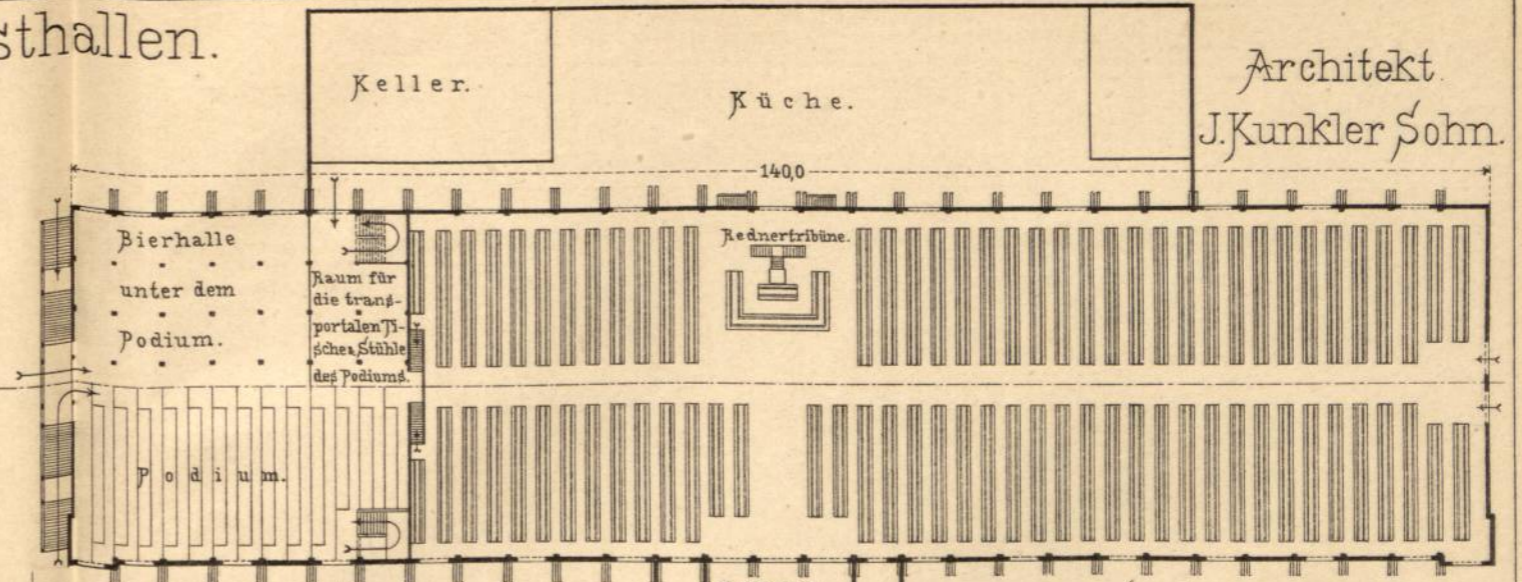 sthallen.
Keller.
Küche.
Architekt.
J. Kunkler Sohn.
140,0
Bierhalle
unter dem
Podium.
Raum für
die trans-
portalen Ti-
sche & Stühle
des Podiums.
Rednertribüne.
Podium.